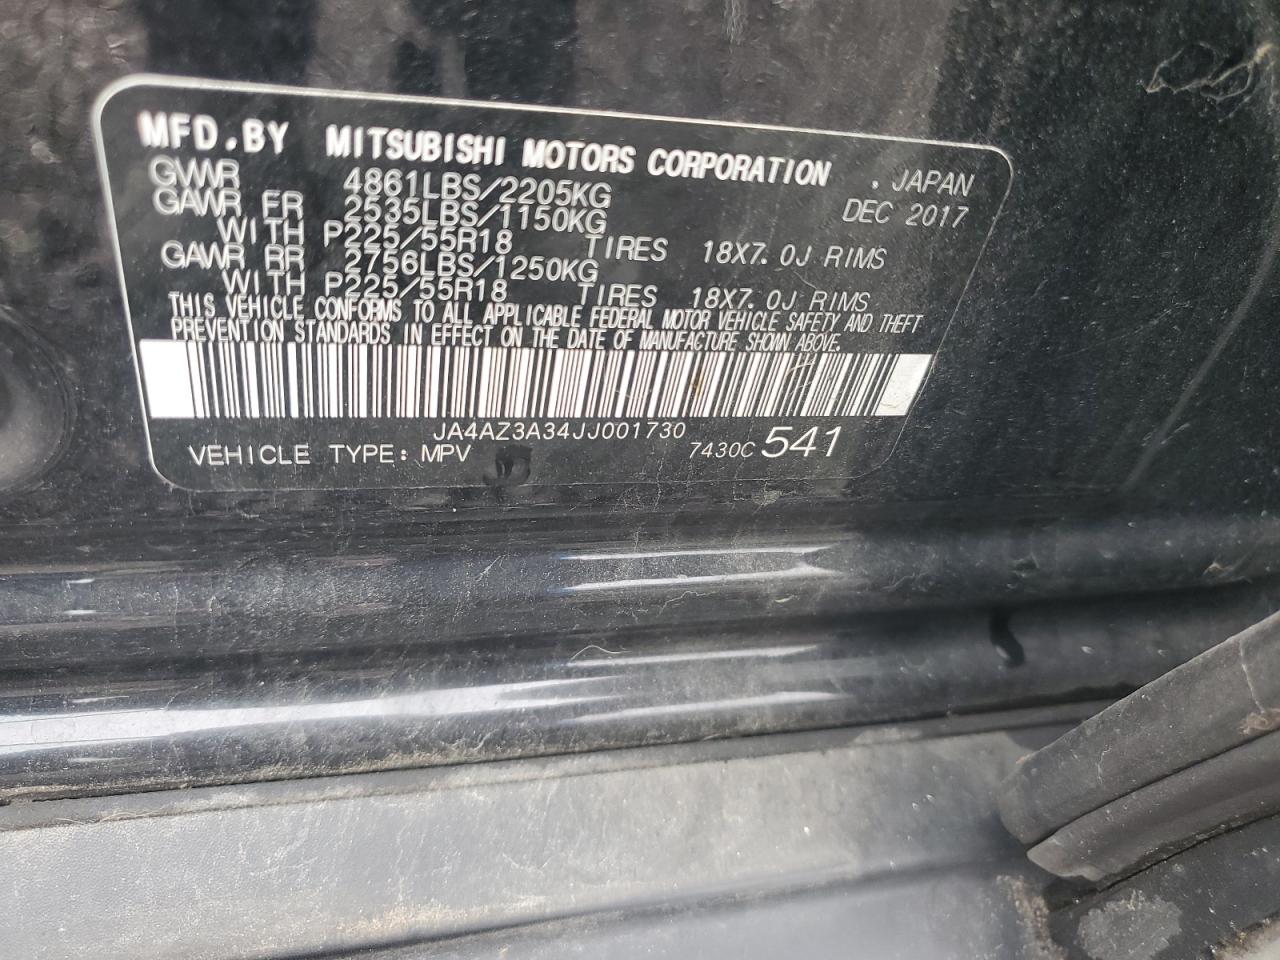 MFD.BY MITSUBISHI MOTORS CORPORATION . JAPAN
GVWR 4861LBS/2205KG DEC 2017
GAWR FR 2535LBS/1150KG
WITH P225/55R18 TIRES 18X7.0J RIMS
GAWR RR 2756LBS/1250KG
WITH P225/55R18 TIRES 18X7.0J RIMS
THIS VEHICLE CONFORMS TO ALL APPLICABLE FEDERAL MOTOR VEHICLE SAFETY AND THEFT
PREVENTION STANDARDS IN EFFECT ON THE DATE OF MANUFACTURE SHOWN ABOVE.
JA4AZ3A34JJ001730
VEHICLE TYPE: MPV 7430C 541